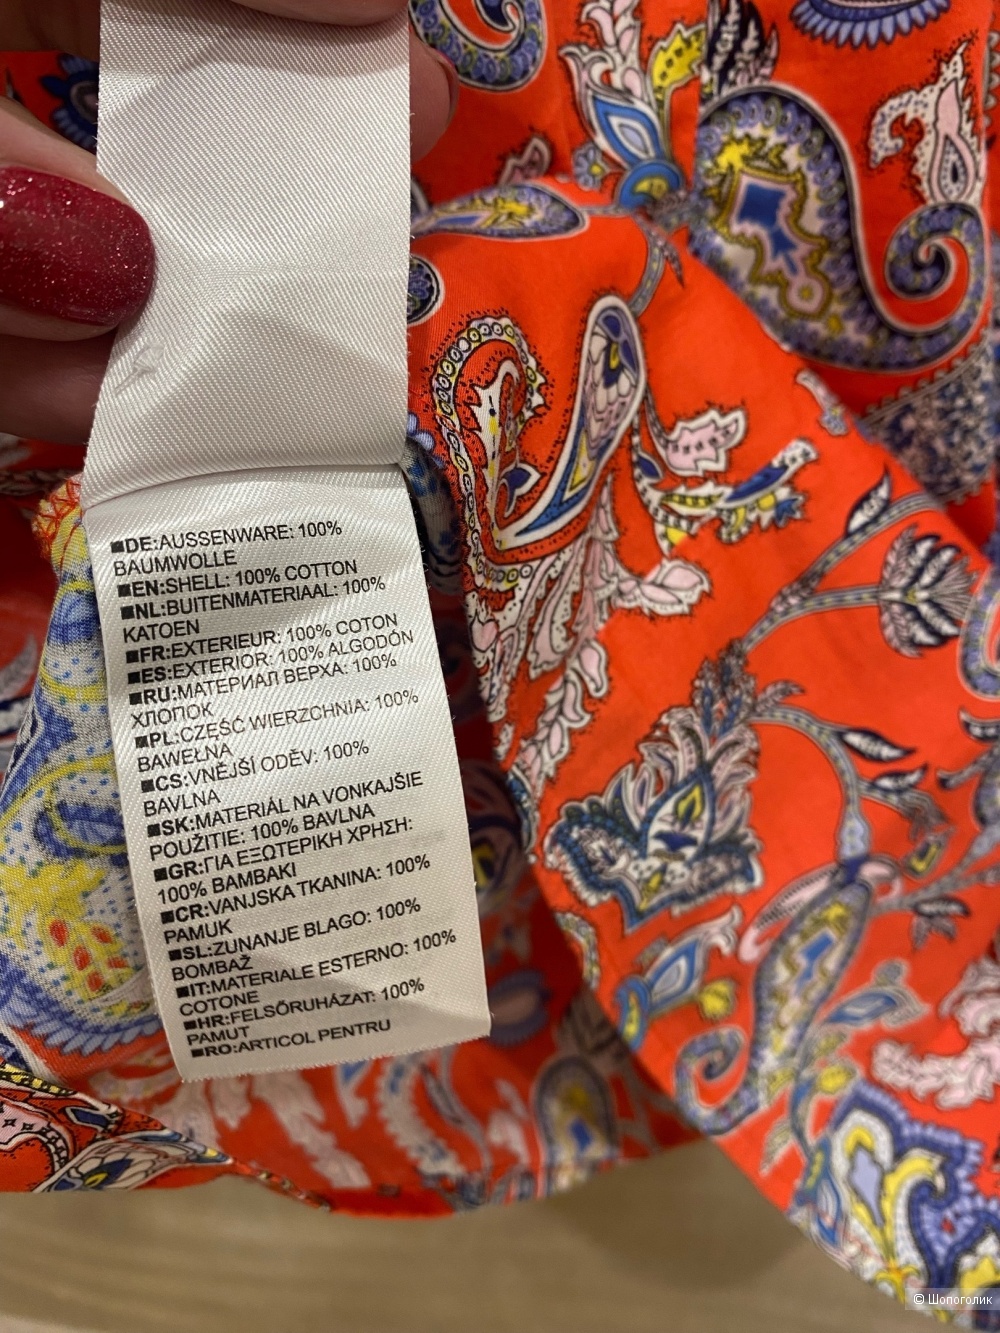 ■DE:AUSSENWARE: 100%
BAUMWOLLE
■EN:SHELL: 100% COTTON
■NL:BUITENMATERIAAL: 100%
KATOEN
■FR:EXTERIEUR: 100% COTON
■ES:EXTERIOR: 100% ALGODÓN
■RU:МАТЕРИАЛ ВЕРХА: 100%
ХЛОПОК
■PL:CZĘŚĆ WIERZCHNIA: 100%
BAWEŁNA
■CS:VNĚJŠÍ ODĚV: 100%
BAVLNA
■SK:MATERIÁL NA VONKAJŠIE
POUŽITIE: 100% BAVLNA
■GR:ΓΙΑ ΕΞΩΤΕΡΙΚΗ ΧΡΗΣΗ:
100% ΒΑΜΒΑΚΙ
■CR:VANJSKA TKANINA: 100%
PAMUK
■SL:ZUNANJE BLAGO: 100%
BOMBAŽ
■IT:MATERIALE ESTERNO: 100%
COTONE
■HR:FELSŐRUHÁZAT: 100%
PAMUT
■RO:ARTICOL PENTRU
© Шопоголик